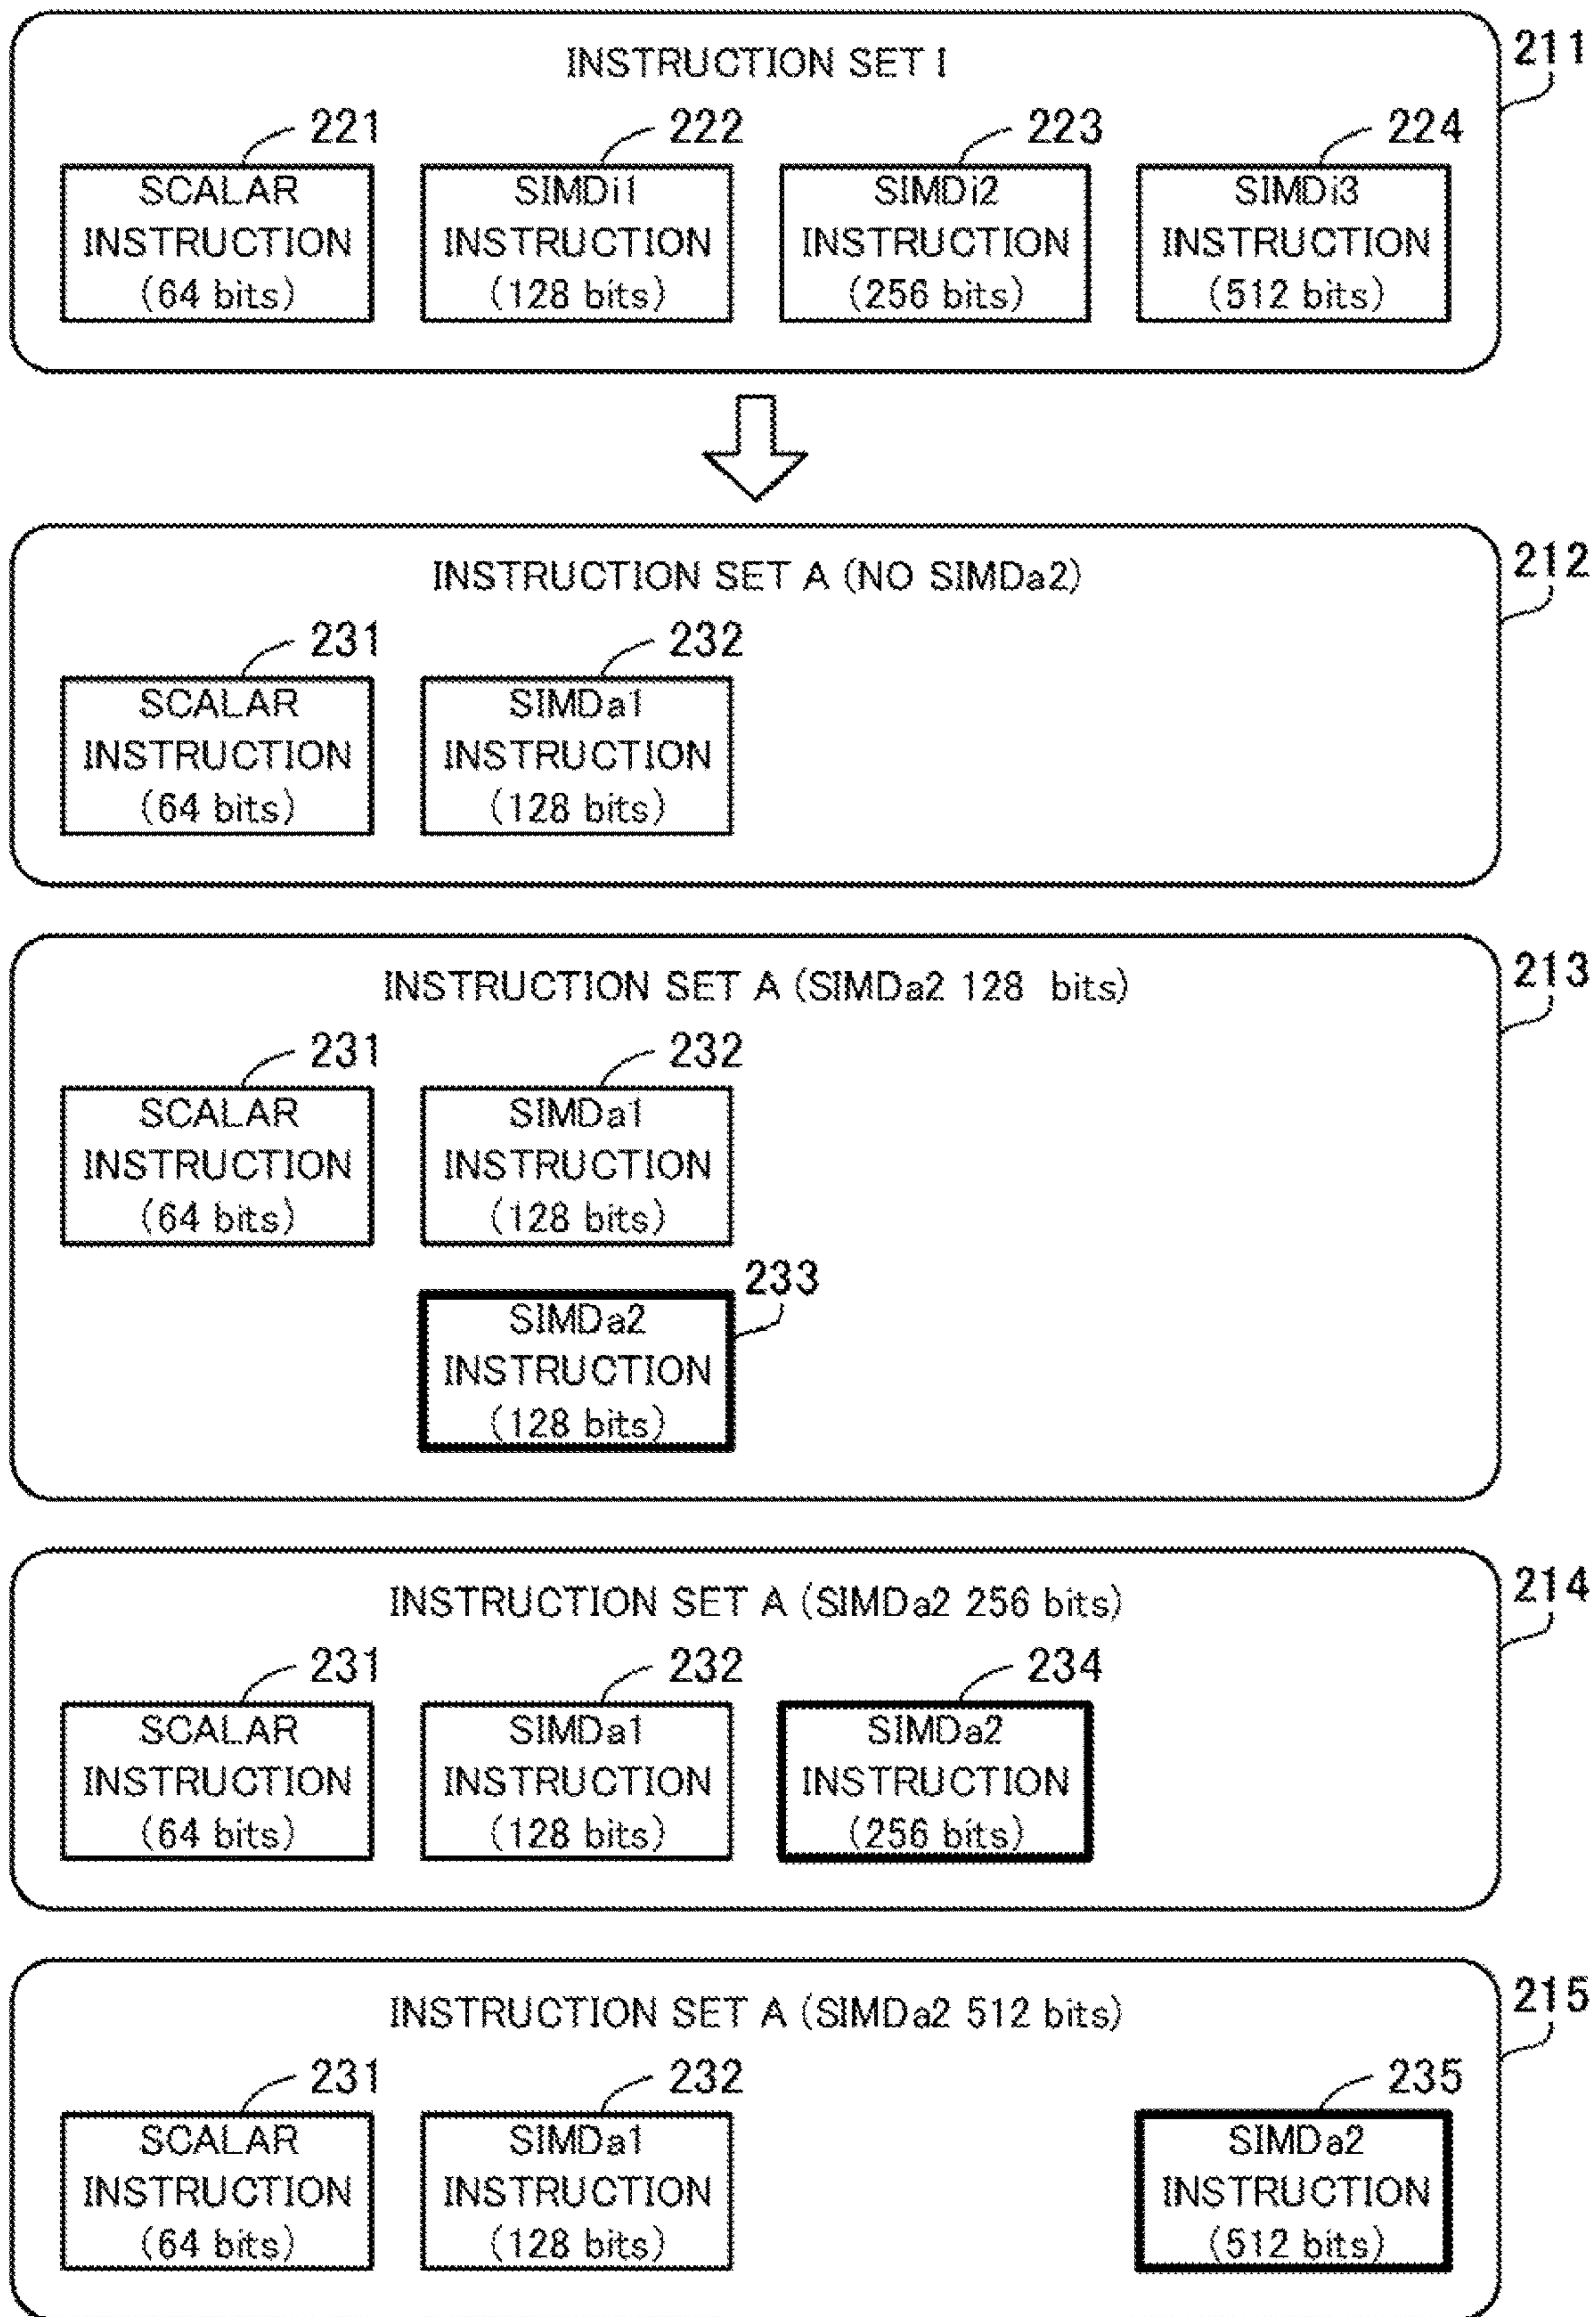 INSTRUCTION SET I
211
221
222
223
224
SCALAR
INSTRUCTION
(64 bits)
SIMDi1
INSTRUCTION
(128 bits)
SIMDi2
INSTRUCTION
(256 bits)
SIMDi3
INSTRUCTION
(512 bits)
INSTRUCTION SET A (NO SIMDa2)
212
231
232
SCALAR
INSTRUCTION
(64 bits)
SIMDa1
INSTRUCTION
(128 bits)
INSTRUCTION SET A (SIMDa2 128 bits)
213
231
232
SCALAR
INSTRUCTION
(64 bits)
SIMDa1
INSTRUCTION
(128 bits)
233
SIMDa2
INSTRUCTION
(128 bits)
INSTRUCTION SET A (SIMDa2 256 bits)
214
231
232
234
SCALAR
INSTRUCTION
(64 bits)
SIMDa1
INSTRUCTION
(128 bits)
SIMDa2
INSTRUCTION
(256 bits)
INSTRUCTION SET A (SIMDa2 512 bits)
215
231
232
235
SCALAR
INSTRUCTION
(64 bits)
SIMDa1
INSTRUCTION
(128 bits)
SIMDa2
INSTRUCTION
(512 bits)